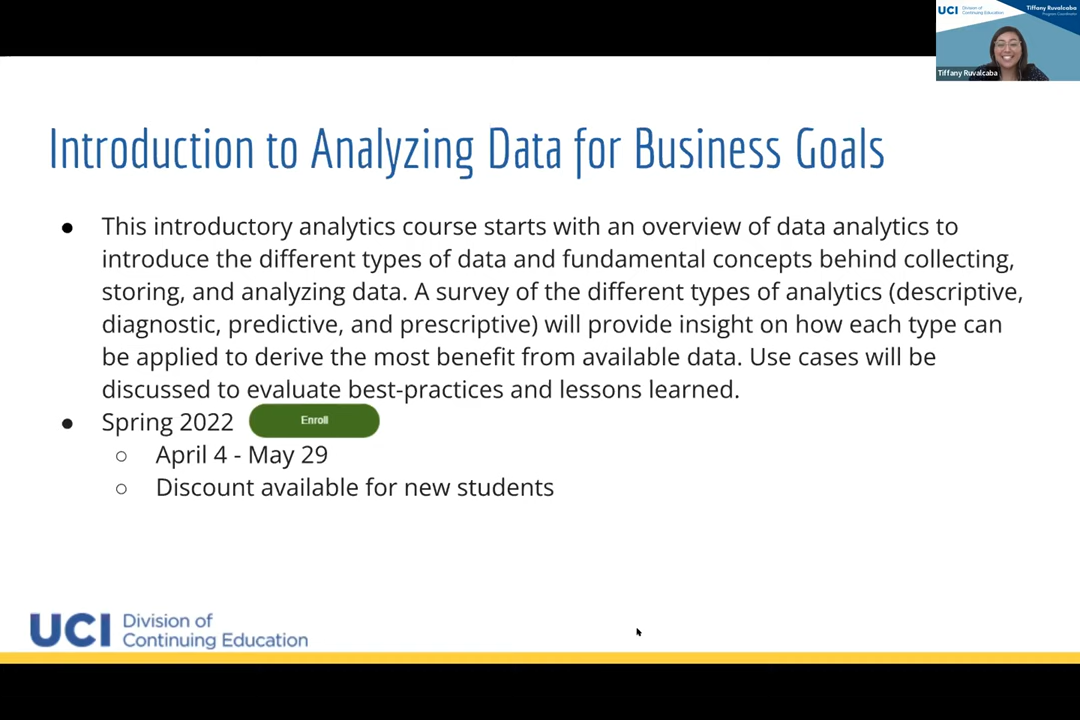 UCI Division of
Continuing Education
Tiffany Ruvalcaba
Program Coordinator
Tiffany Ruvalcaba
Introduction to Analyzing Data for Business Goals
● This introductory analytics course starts with an overview of data analytics to
introduce the different types of data and fundamental concepts behind collecting,
storing, and analyzing data. A survey of the different types of analytics (descriptive,
diagnostic, predictive, and prescriptive) will provide insight on how each type can
be applied to derive the most benefit from available data. Use cases will be
discussed to evaluate best-practices and lessons learned.
● Spring 2022 Enroll
○ April 4 - May 29
○ Discount available for new students
UCI Division of
Continuing Education